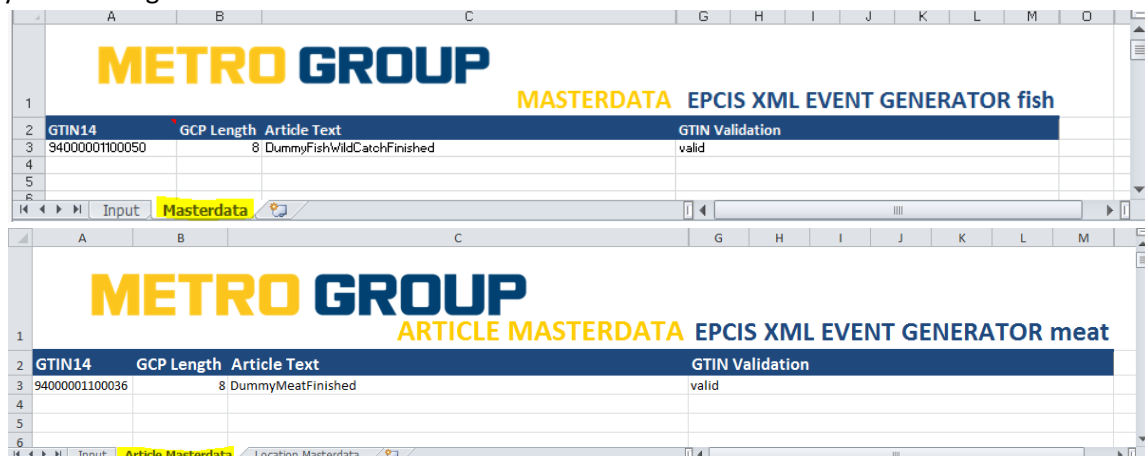 A B C G H I J K L M O
METRO GROUP
1 MASTERDATA EPCIS XML EVENT GENERATOR fish
2 GTIN14 GCP Length Article Text GTIN Validation
3 94000001100050 8 DummyFishWildCatchFinished valid
4
5
6
Input Masterdata
A B C G H I J K L M
METRO GROUP
1 ARTICLE MASTERDATA EPCIS XML EVENT GENERATOR meat
2 GTIN14 GCP Length Article Text GTIN Validation
3 94000001100036 8 DummyMeatFinished valid
4
5
6
Input Article Masterdata Location Masterdata